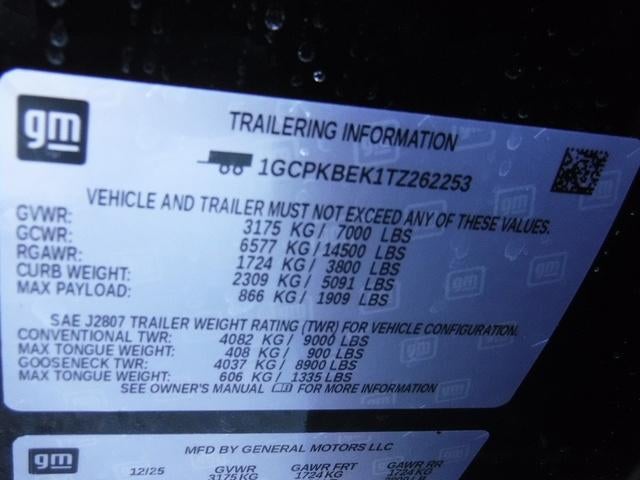 gm
TRAILERING INFORMATION
1GCPKBEK1TZ262253
VEHICLE AND TRAILER MUST NOT EXCEED ANY OF THESE VALUES.
GVWR: 3175 KG / 7000 LBS
GCWR: 6577 KG / 14500 LBS
RGAWR: 1724 KG / 3800 LBS
CURB WEIGHT: 2309 KG / 5091 LBS
MAX PAYLOAD: 866 KG / 1909 LBS
SAE J2807 TRAILER WEIGHT RATING (TWR) FOR VEHICLE CONFIGURATION.
CONVENTIONAL TWR: 4082 KG / 9000 LBS
MAX TONGUE WEIGHT: 408 KG / 900 LBS
GOOSENECK TWR: 4037 KG / 8900 LBS
MAX TONGUE WEIGHT: 606 KG / 1335 LBS
SEE OWNER'S MANUAL FOR MORE INFORMATION
gm
MFD BY GENERAL MOTORS LLC
12/25 GVWR GAWR FRT GAWR RR
3175 KG 1724 KG 1724 KG